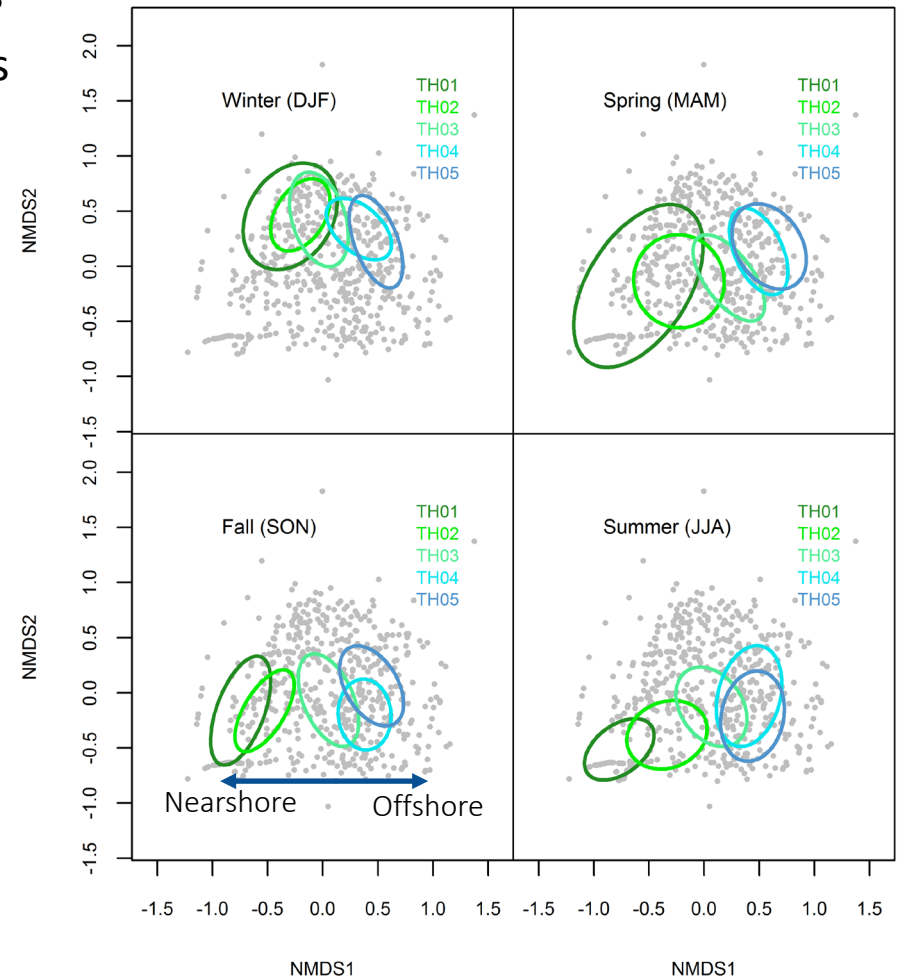 s
Winter (DJF)
TH01
TH02
TH03
TH04
TH05
Spring (MAM)
TH01
TH02
TH03
TH04
TH05
NMDS2
2.0
1.5
1.0
0.5
0.0
-0.5
-1.0
-1.5
Fall (SON)
TH01
TH02
TH03
TH04
TH05
Summer (JJA)
TH01
TH02
TH03
TH04
TH05
NMDS2
2.0
1.5
1.0
0.5
0.0
-0.5
-1.0
-1.5
Nearshore
Offshore
-1.5 -1.0 -0.5 0.0 0.5 1.0 1.5
-1.5 -1.0 -0.5 0.0 0.5 1.0 1.5
NMDS1
NMDS1